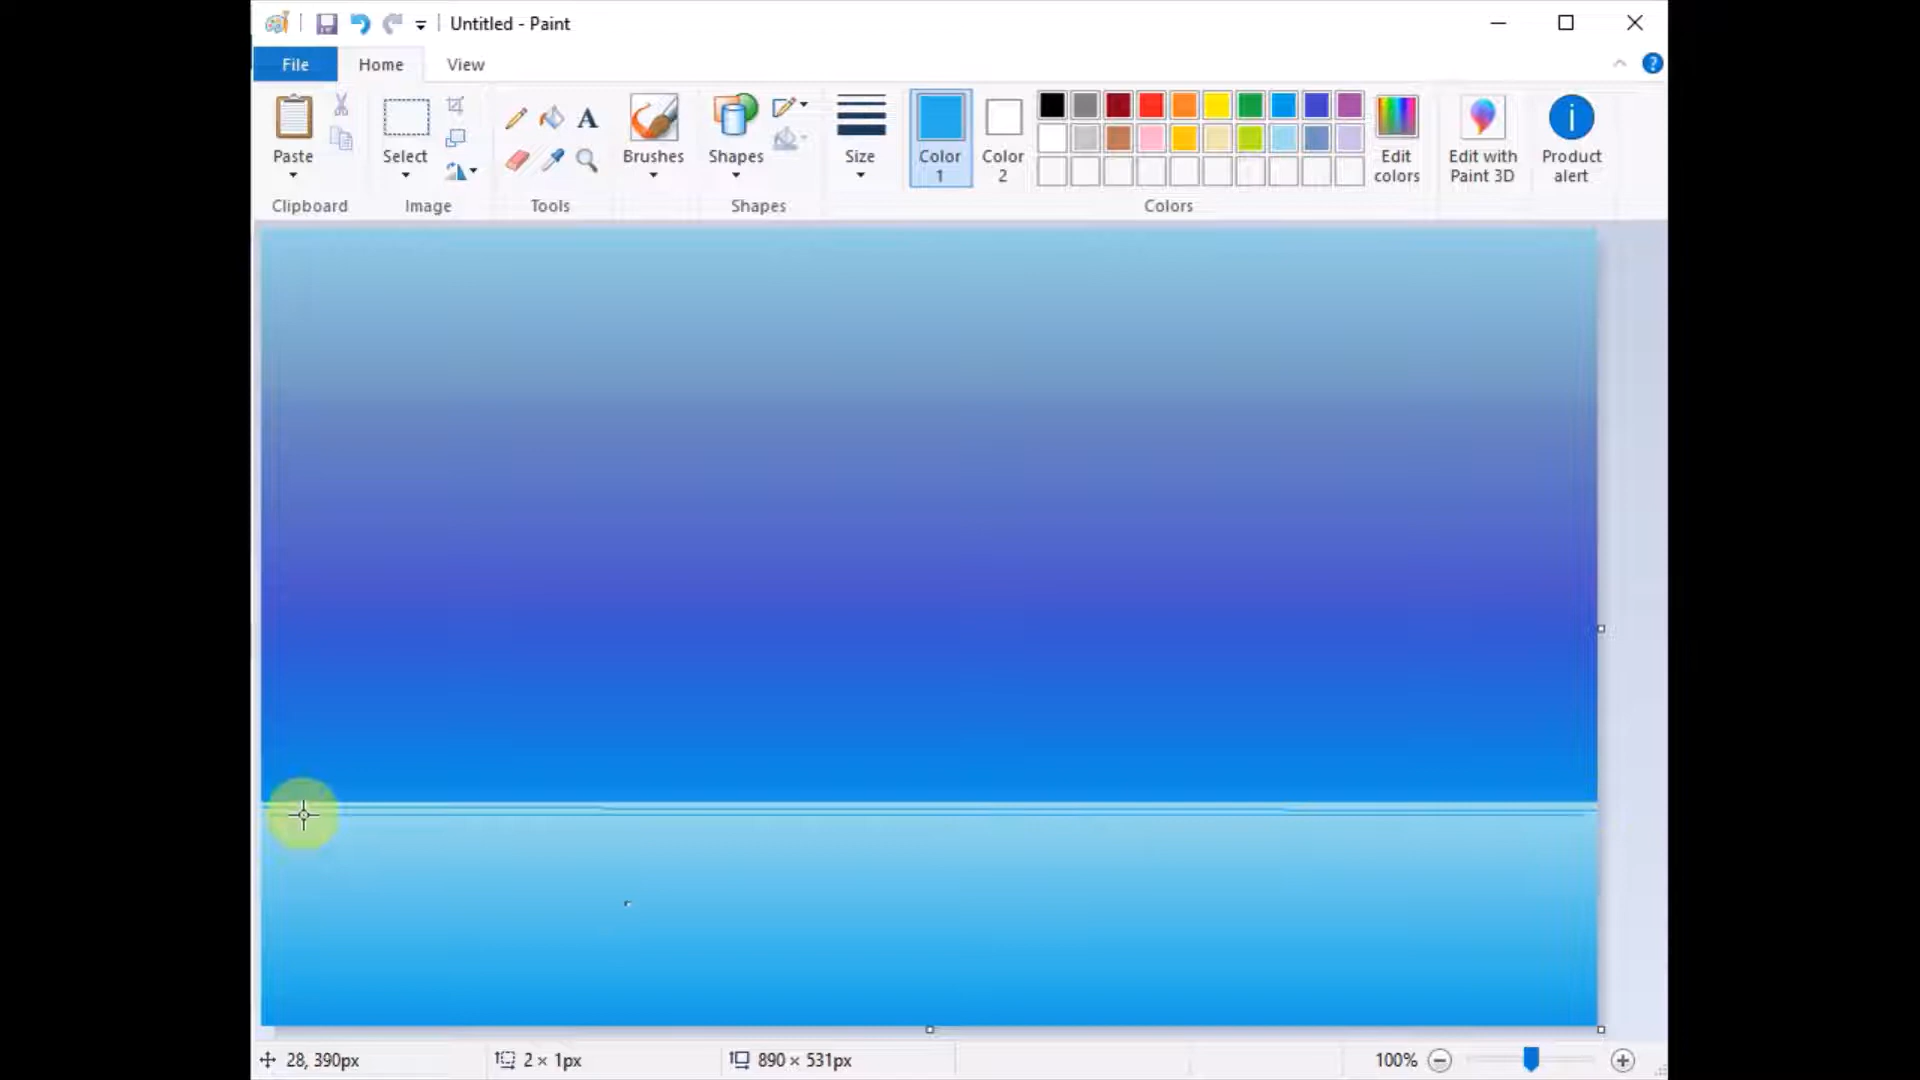 Untitled - Paint
File Home View
Paste Select Brushes Shapes Size Color 1 Color 2 Edit colors Edit with Paint 3D Product alert
Clipboard Image Tools Shapes Colors
28, 390px 2 × 1px 890 × 531px 100%